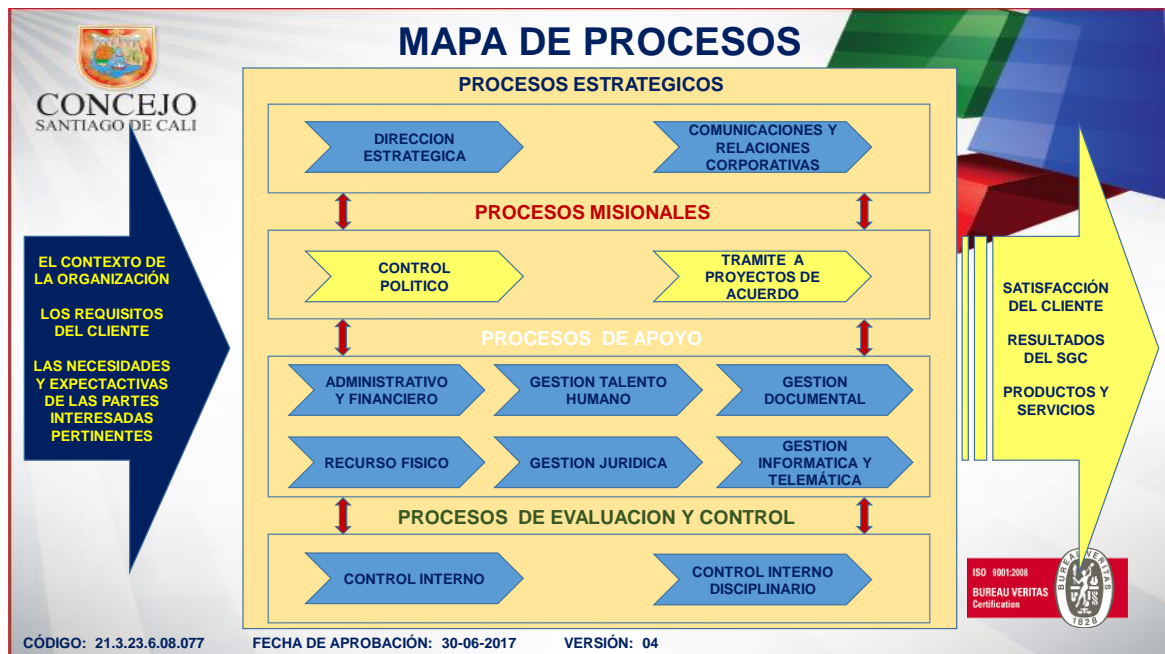 MAPA DE PROCESOS
CONCEJO
SANTIAGO DE CALI
PROCESOS ESTRATEGICOS
DIRECCION
ESTRATEGICA
COMUNICACIONES Y
RELACIONES
CORPORATIVAS
PROCESOS MISIONALES
CONTROL
POLITICO
TRAMITE A
PROYECTOS DE
ACUERDO
PROCESOS DE APOYO
ADMINISTRATIVO
Y FINANCIERO
GESTION TALENTO
HUMANO
GESTION
DOCUMENTAL
RECURSO FISICO
GESTION JURIDICA
GESTION
INFORMATICA Y
TELEMÁTICA
PROCESOS DE EVALUACION Y CONTROL
CONTROL INTERNO
CONTROL INTERNO
DISCIPLINARIO
EL CONTEXTO DE
LA ORGANIZACIÓN
LOS REQUISITOS
DEL CLIENTE
LAS NECESIDADES
Y EXPECTACTIVAS
DE LAS PARTES
INTERESADAS
PERTINENTES
SATISFACCIÓN
DEL CLIENTE
RESULTADOS
DEL SGC
PRODUCTOS Y
SERVICIOS
ISO 9001:2008
BUREAU VERITAS
Certification
BUREAU VERITAS
1828
CÓDIGO: 21.3.23.6.08.077 FECHA DE APROBACIÓN: 30-06-2017 VERSIÓN: 04